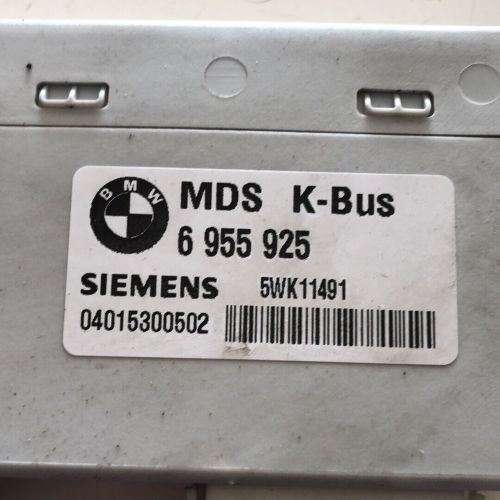 BMW
MDS K-Bus
6 955 925
SIEMENS 5WK11491
04015300502